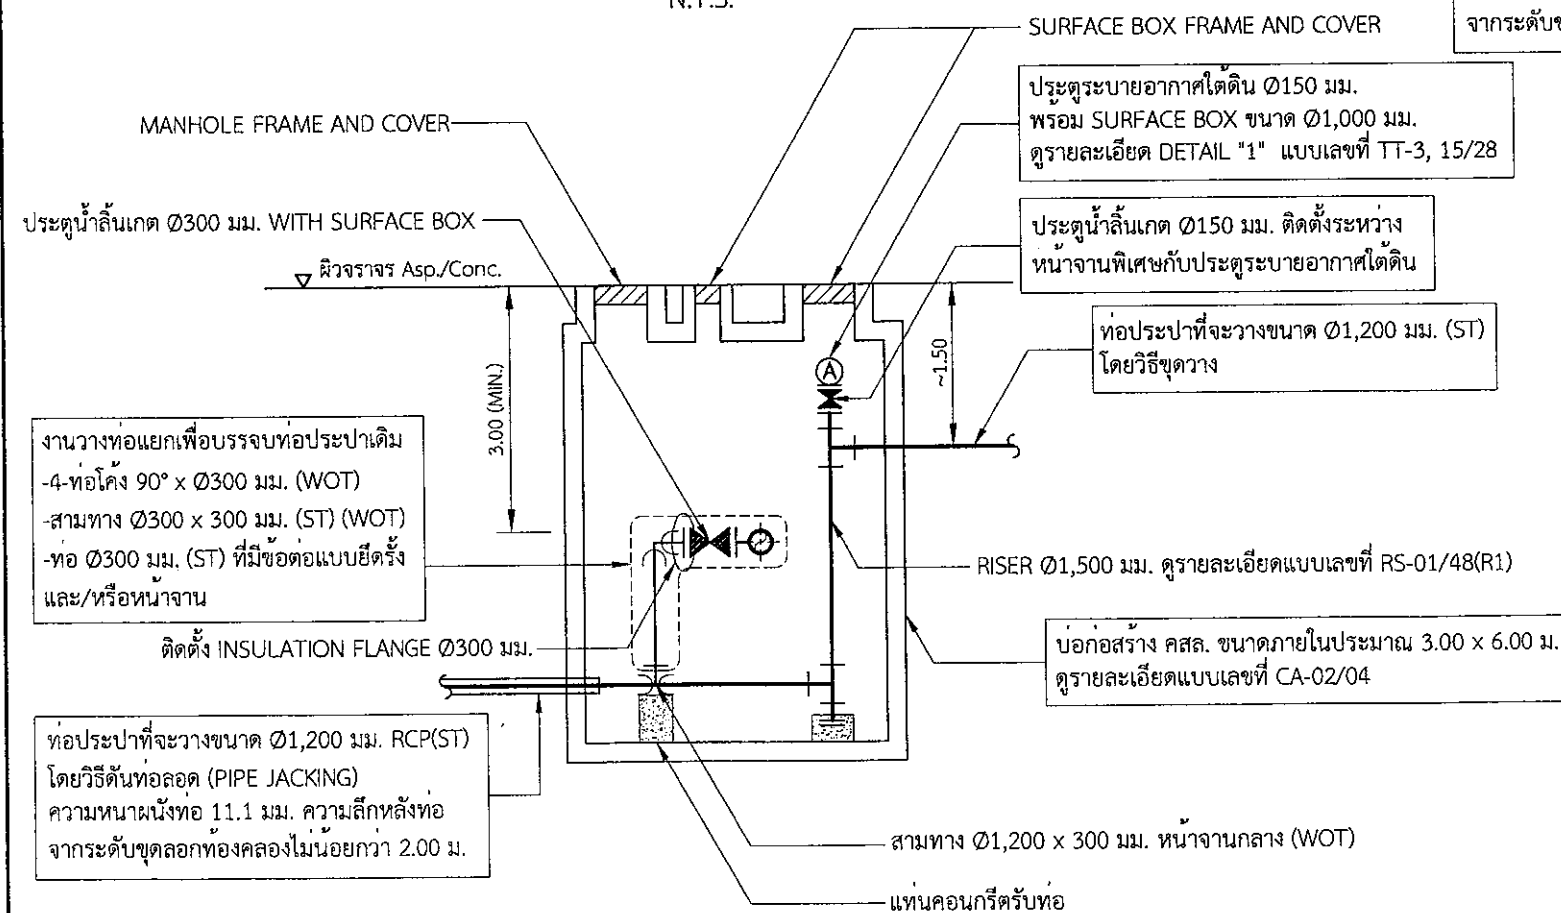 N.T.S.
SURFACE BOX FRAME AND COVER
ประตูระบายอากาศใต้ดิน Ø150 มม.
พร้อม SURFACE BOX ขนาด Ø1,000 มม.
ดูรายละเอียด DETAIL "1" แบบเลขที่ TT-3, 15/28
MANHOLE FRAME AND COVER
ประตูน้ำลิ้นเกต Ø300 มม. WITH SURFACE BOX
ประตูน้ำลิ้นเกต Ø150 มม. ติดตั้งระหว่าง
หน้าจานพิเศษกับประตูระบายอากาศใต้ดิน
ผิวจราจร Asp./Conc.
ท่อประปาที่จะวางขนาด Ø1,200 มม. (ST)
โดยวิธีขุดวาง
3.00 (MIN.)
~1.50
A
งานวางท่อแยกเพื่อบรรจบท่อประปาเดิม
-4-ท่อโค้ง 90° x Ø300 มม. (WOT)
-สามทาง Ø300 x 300 มม. (ST) (WOT)
-ท่อ Ø300 มม. (ST) ที่มีข้อต่อแบบยึดรั้ง
และ/หรือหน้าจาน
RISER Ø1,500 มม. ดูรายละเอียดแบบเลขที่ RS-01/48(R1)
ติดตั้ง INSULATION FLANGE Ø300 มม.
บ่อก่อสร้าง คสล. ขนาดภายในประมาณ 3.00 x 6.00 ม.
ดูรายละเอียดแบบเลขที่ CA-02/04
ท่อประปาที่จะวางขนาด Ø1,200 มม. RCP(ST)
โดยวิธีดันท่อลอด (PIPE JACKING)
ความหนาผนังท่อ 11.1 มม. ความลึกหลังท่อ
จากระดับขุดลอกท้องคลองไม่น้อยกว่า 2.00 ม.
สามทาง Ø1,200 x 300 มม. หน้าจานกลาง (WOT)
แท่นคอนกรีตรับท่อ